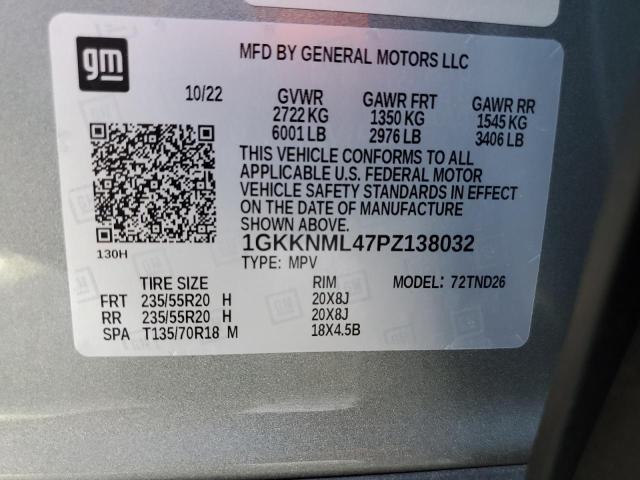 gm
MFD BY GENERAL MOTORS LLC
10/22 GVWR GAWR FRT GAWR RR
2722 KG 1350 KG 1545 KG
6001 LB 2976 LB 3406 LB
THIS VEHICLE CONFORMS TO ALL
APPLICABLE U.S. FEDERAL MOTOR
VEHICLE SAFETY STANDARDS IN EFFECT
ON THE DATE OF MANUFACTURE
SHOWN ABOVE.
1GKKNML47PZ138032
130H
TYPE: MPV MODEL: 72TND26
TIRE SIZE RIM
FRT 235/55R20 H 20X8J
RR 235/55R20 H 20X8J
SPA T135/70R18 M 18X4.5B